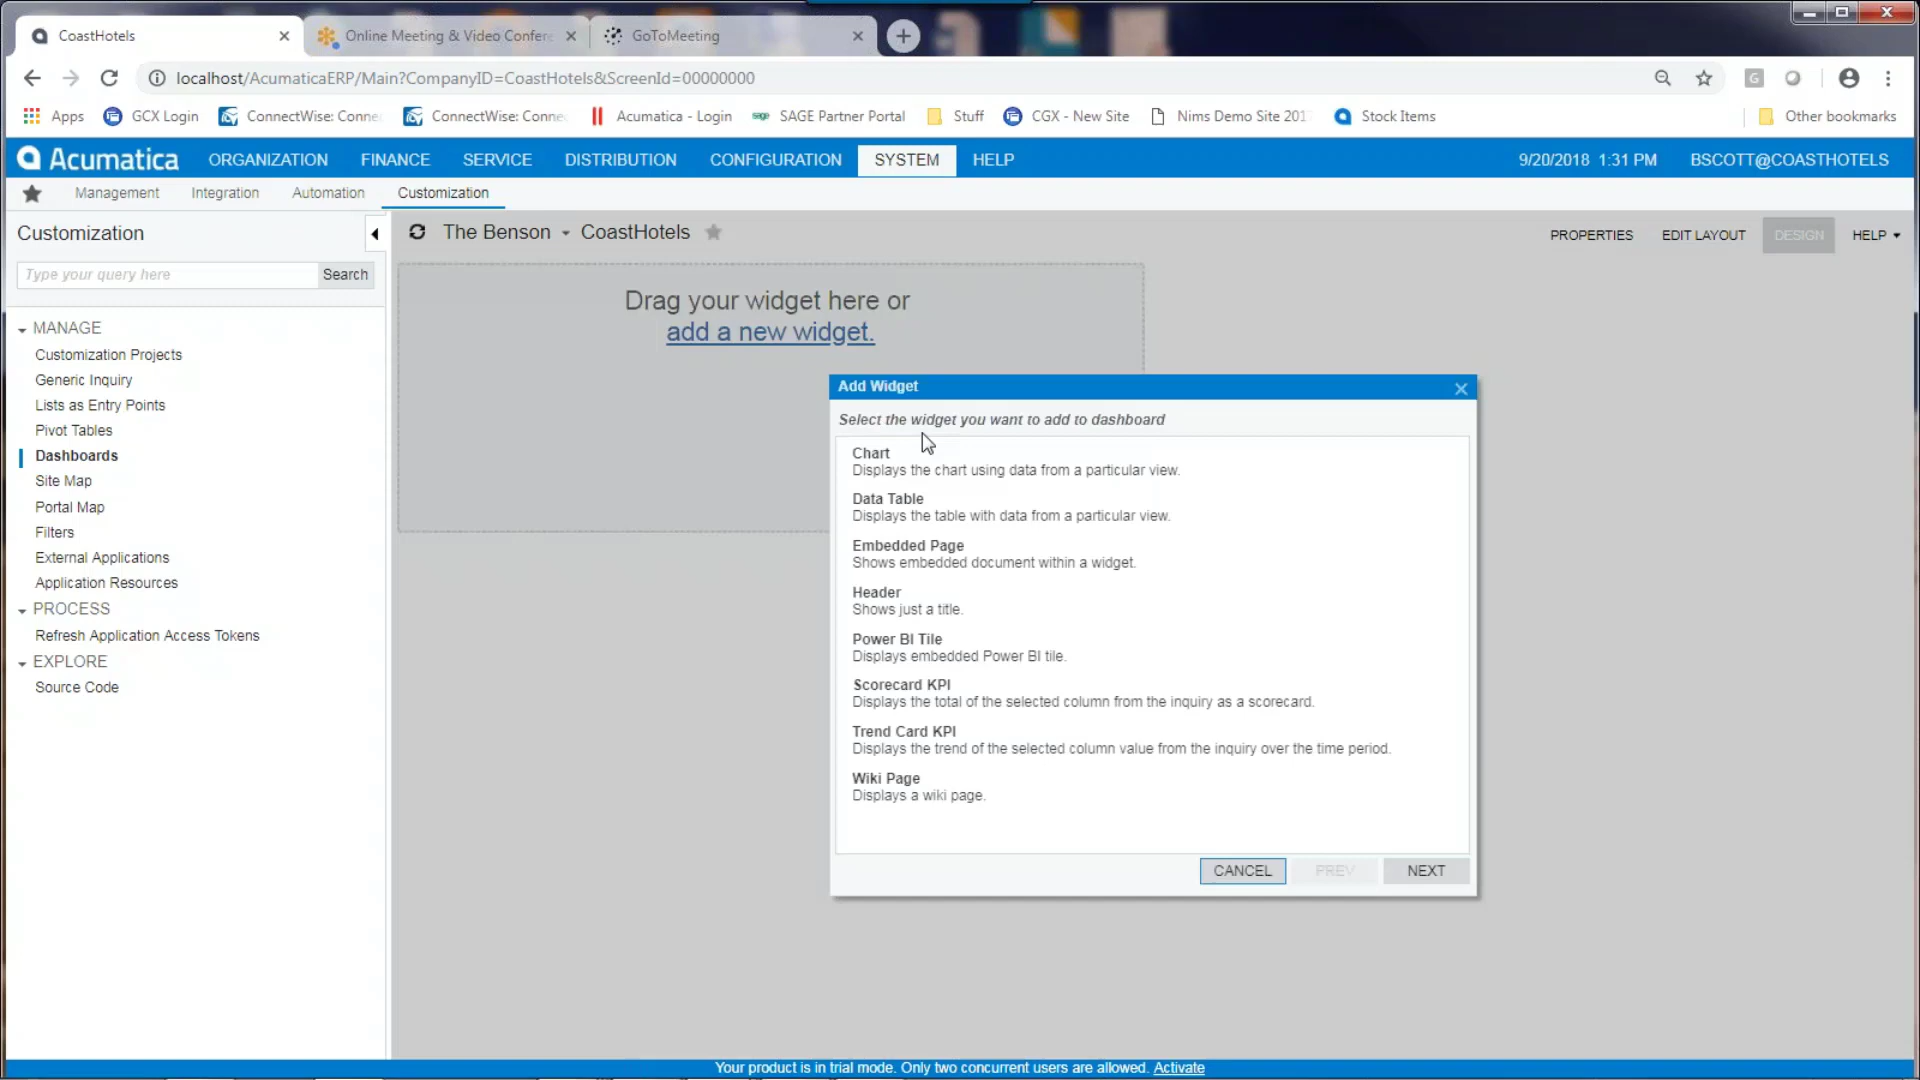 CoastHotels
Online Meeting & Video Confere
GoToMeeting
localhost/AcumaticaERP/Main?CompanyID=CoastHotels&ScreenId=00000000
Apps
GCX Login
ConnectWise: Conne
ConnectWise: Conne
Acumatica - Login
SAGE Partner Portal
Stuff
CGX - New Site
Nims Demo Site 201
Stock Items
Other bookmarks
Acumatica
ORGANIZATION
FINANCE
SERVICE
DISTRIBUTION
CONFIGURATION
SYSTEM
HELP
9/20/2018 1:31 PM
BSCOTT@COASTHOTELS
Management
Integration
Automation
Customization
Customization
The Benson
CoastHotels
PROPERTIES
EDIT LAYOUT
DESIGN
HELP
Type your query here
Search
MANAGE
Customization Projects
Generic Inquiry
Lists as Entry Points
Pivot Tables
Dashboards
Site Map
Portal Map
Filters
External Applications
Application Resources
PROCESS
Refresh Application Access Tokens
EXPLORE
Source Code
Drag your widget here or
add a new widget.
Add Widget
Select the widget you want to add to dashboard
Chart
Displays the chart using data from a particular view.
Data Table
Displays the table with data from a particular view.
Embedded Page
Shows embedded document within a widget.
Header
Shows just a title.
Power BI Tile
Displays embedded Power BI tile.
Scorecard KPI
Displays the total of the selected column from the inquiry as a scorecard.
Trend Card KPI
Displays the trend of the selected column value from the inquiry over the time period.
Wiki Page
Displays a wiki page.
CANCEL
PREV
NEXT
Your product is in trial mode. Only two concurrent users are allowed. Activate